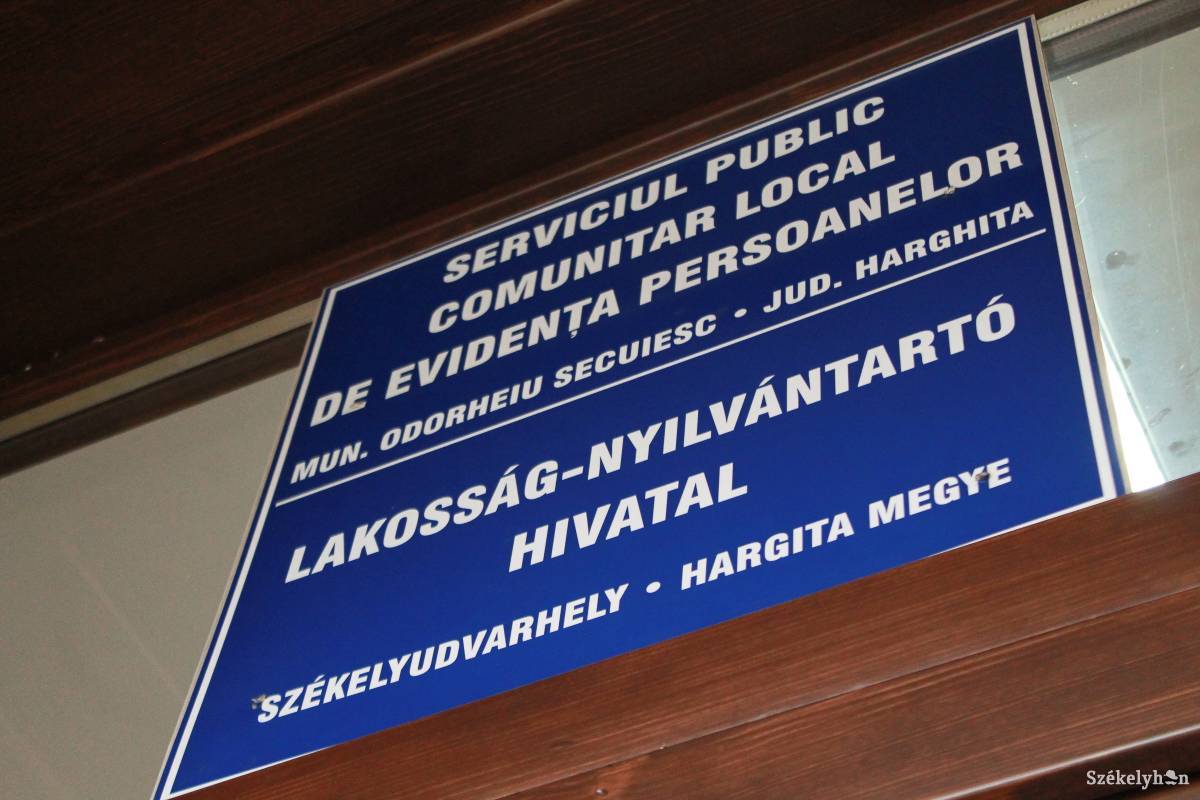 SERVICIUL PUBLIC
COMUNITAR LOCAL
DE EVIDENȚA PERSOANELOR
MUN. ODORHEIU SECUIESC • JUD. HARGHITA
LAKOSSÁG-NYILVÁNTARTÓ
HIVATAL
SZÉKELYUDVARHELY • HARGITA MEGYE
Székelyhon